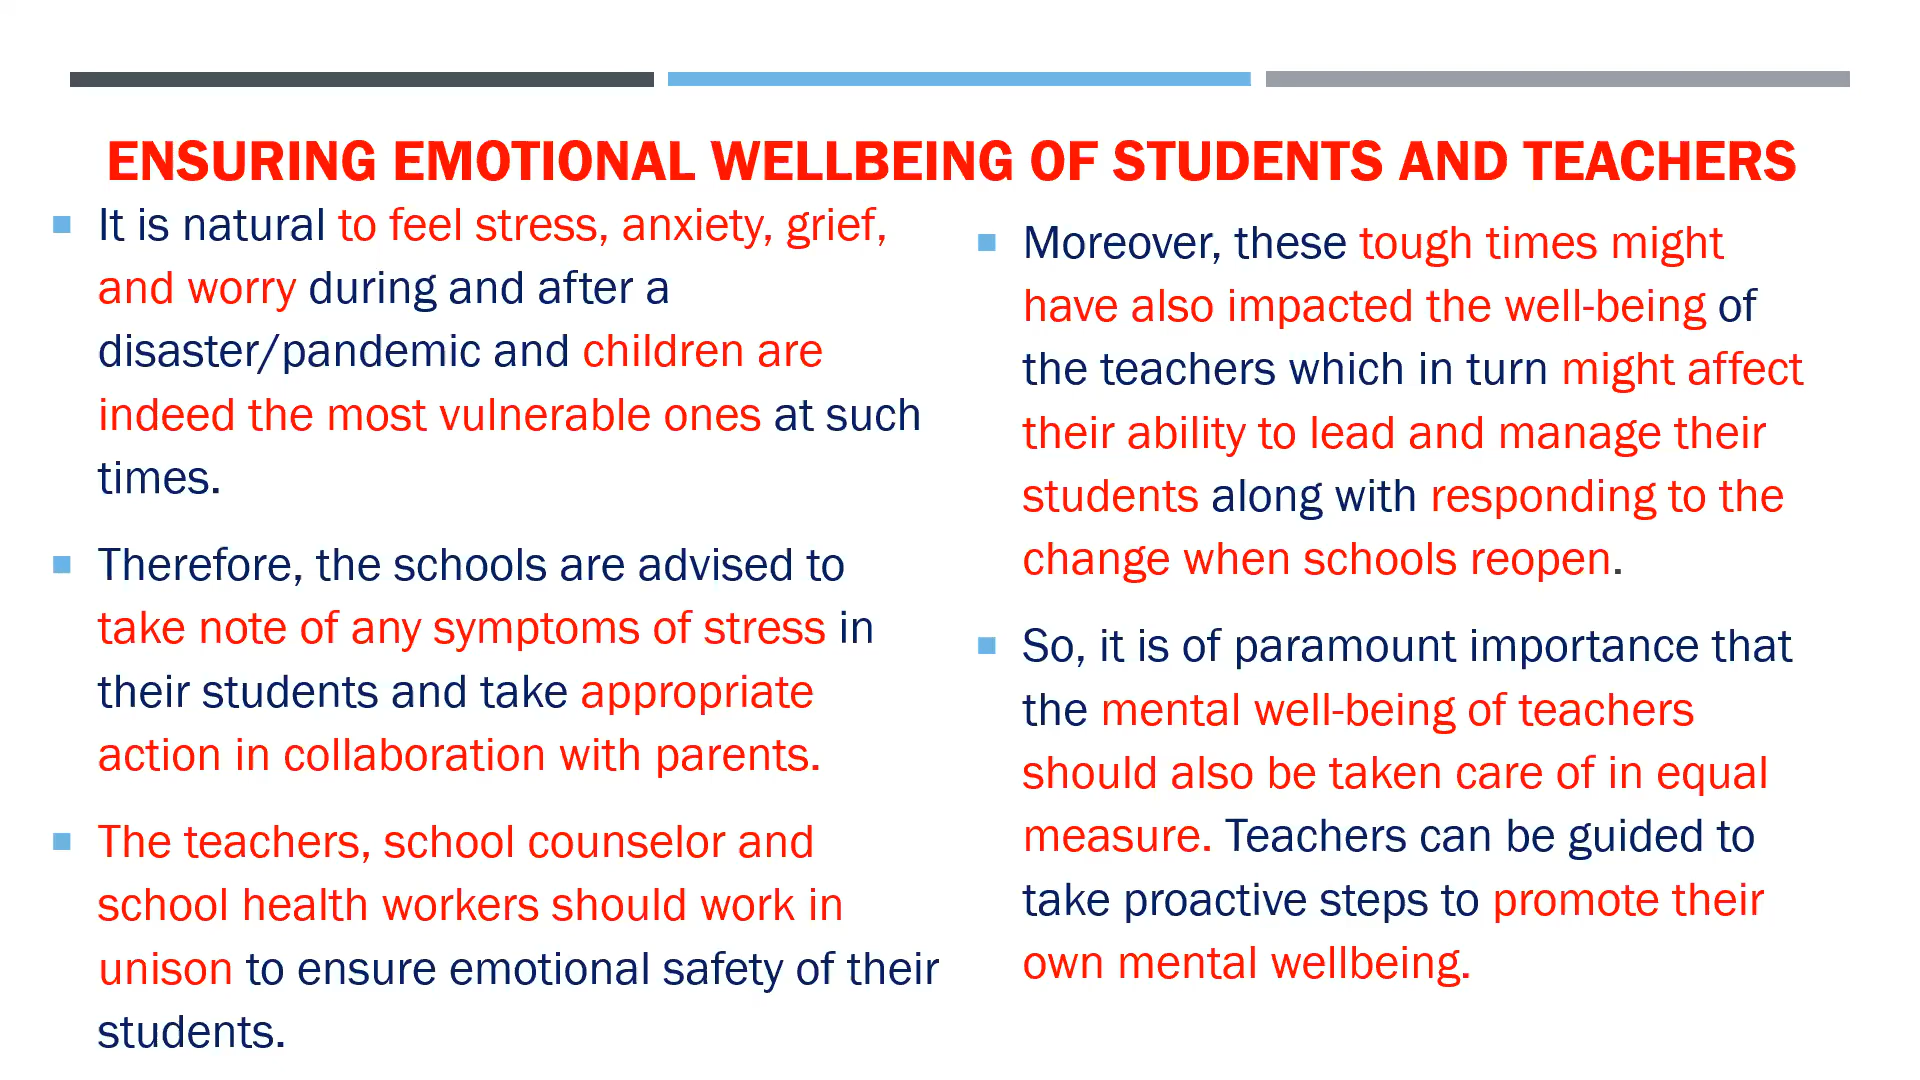 ENSURING EMOTIONAL WELLBEING OF STUDENTS AND TEACHERS
It is natural to feel stress, anxiety, grief,
and worry during and after a
disaster/pandemic and children are
indeed the most vulnerable ones at such
times.
Therefore, the schools are advised to
take note of any symptoms of stress in
their students and take appropriate
action in collaboration with parents.
The teachers, school counselor and
school health workers should work in
unison to ensure emotional safety of their
students.
Moreover, these tough times might
have also impacted the well-being of
the teachers which in turn might affect
their ability to lead and manage their
students along with responding to the
change when schools reopen.
So, it is of paramount importance that
the mental well-being of teachers
should also be taken care of in equal
measure. Teachers can be guided to
take proactive steps to promote their
own mental wellbeing.